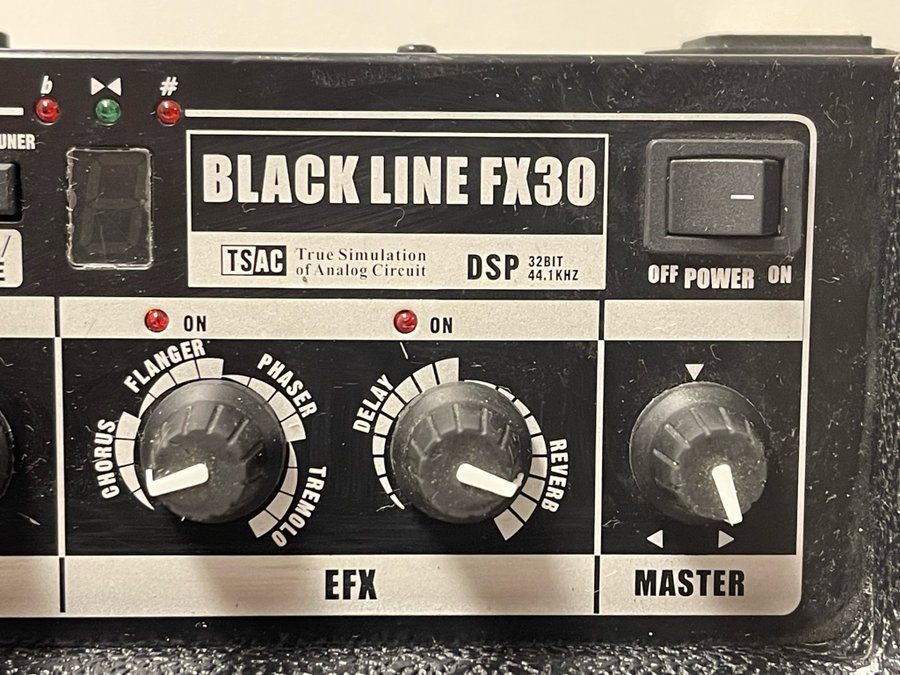 b #
BLACK LINE FX30
TSAC True Simulation
of Analog Circuit
DSP 32BIT
44.1KHZ
OFF POWER ON
ON
ON
CHORUS
FLANGER
PHASER
TREMOLO
DELAY
REVERB
EFX
MASTER